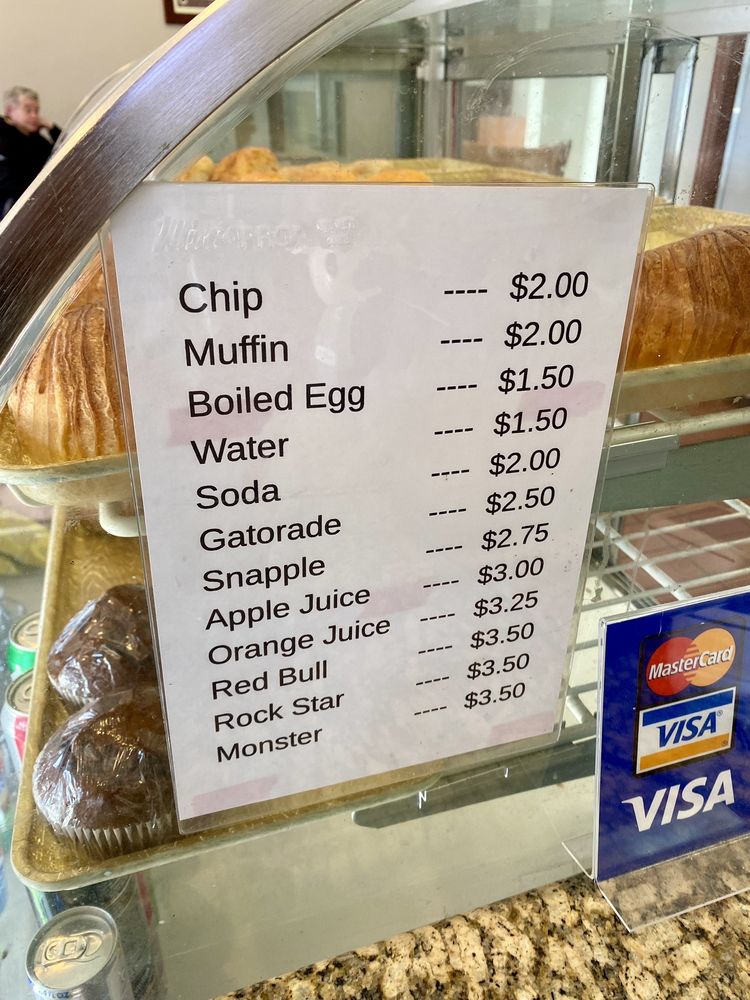 Chip ---- $2.00
Muffin ---- $2.00
Boiled Egg ---- $1.50
Water ---- $1.50
Soda ---- $2.00
Gatorade ---- $2.50
Snapple ---- $2.75
Apple Juice ---- $3.00
Orange Juice ---- $3.25
Red Bull ---- $3.50
Rock Star ---- $3.50
Monster ---- $3.50
MasterCard
VISA
VISA